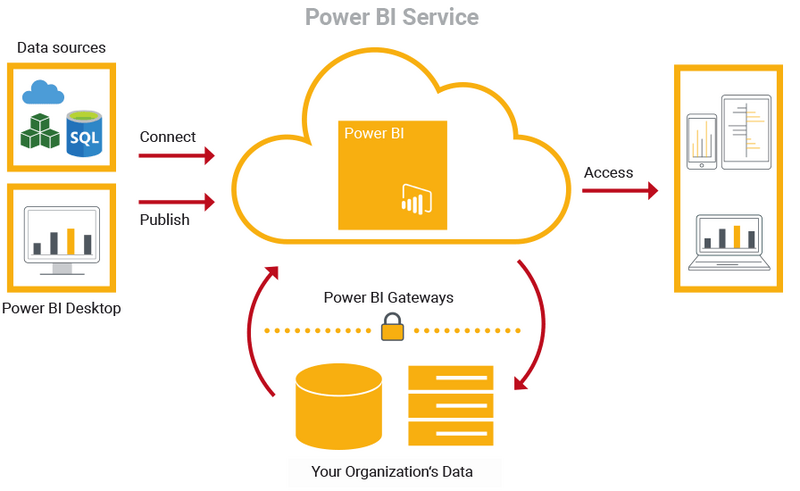 Power BI Service
Data sources
SQL
Connect
Power BI
Access
Publish
Power BI Desktop
Power BI Gateways
Your Organization‘s Data